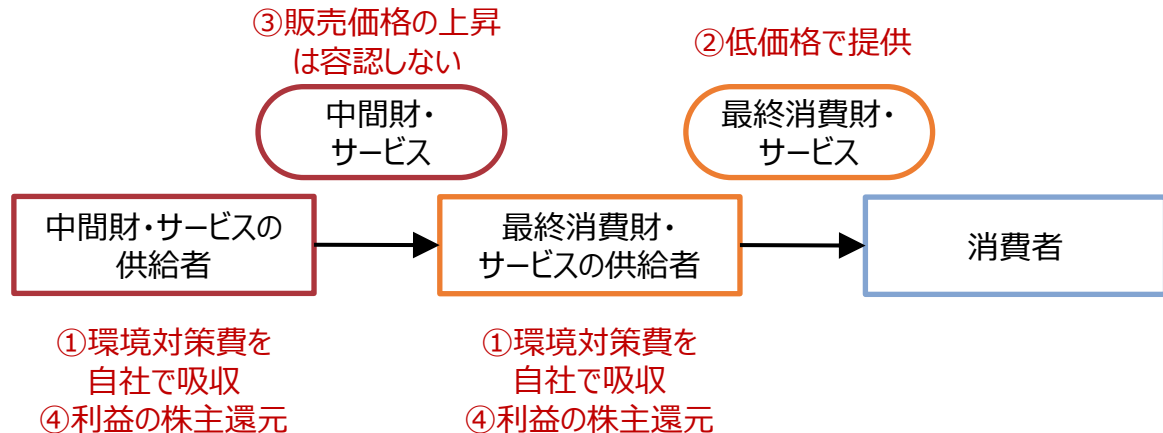 ③販売価格の上昇
は容認しない
②低価格で提供
中間財・
サービス
最終消費財・
サービス
中間財・サービスの
供給者
最終消費財・
サービスの供給者
消費者
①環境対策費を
自社で吸収
④利益の株主還元
①環境対策費を
自社で吸収
④利益の株主還元